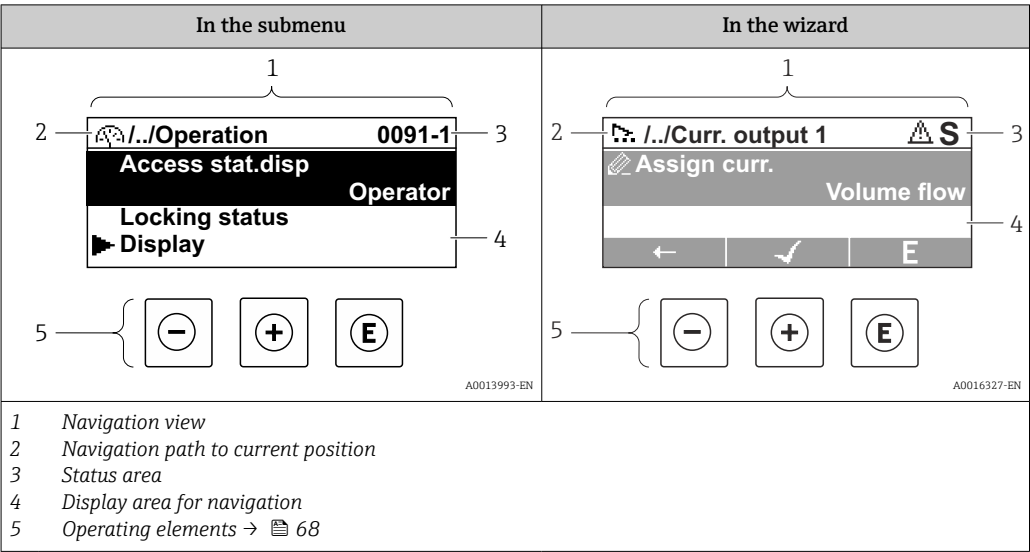 In the submenu
In the wizard
1
1
2
/../Operation 0091-1
3
2
/../Curr. output 1 S
3
Access stat.disp
Operator
Locking status
Display
4
Assign curr.
Volume flow
4
E
5
- + E
5
- + E
A0013993-EN
A0016327-EN
1 Navigation view
2 Navigation path to current position
3 Status area
4 Display area for navigation
5 Operating elements → 68